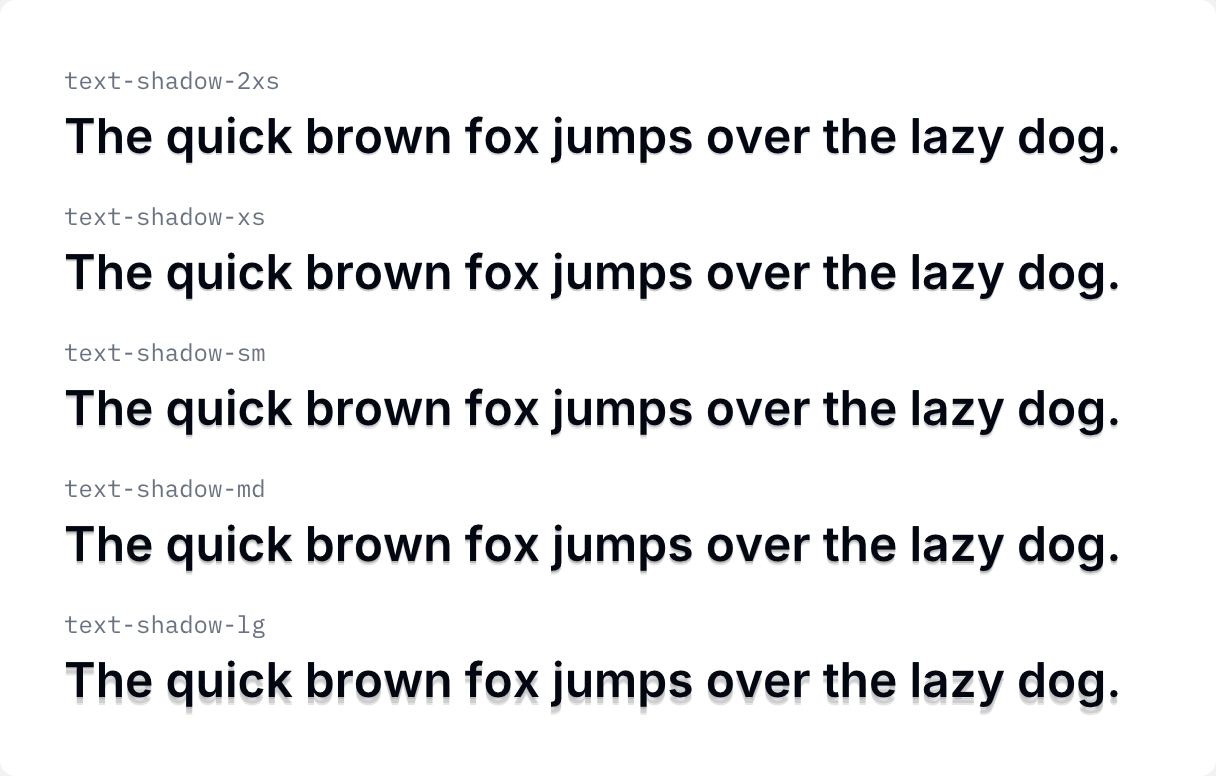 text-shadow-2xs
The quick brown fox jumps over the lazy dog.
text-shadow-xs
The quick brown fox jumps over the lazy dog.
text-shadow-sm
The quick brown fox jumps over the lazy dog.
text-shadow-md
The quick brown fox jumps over the lazy dog.
text-shadow-lg
The quick brown fox jumps over the lazy dog.